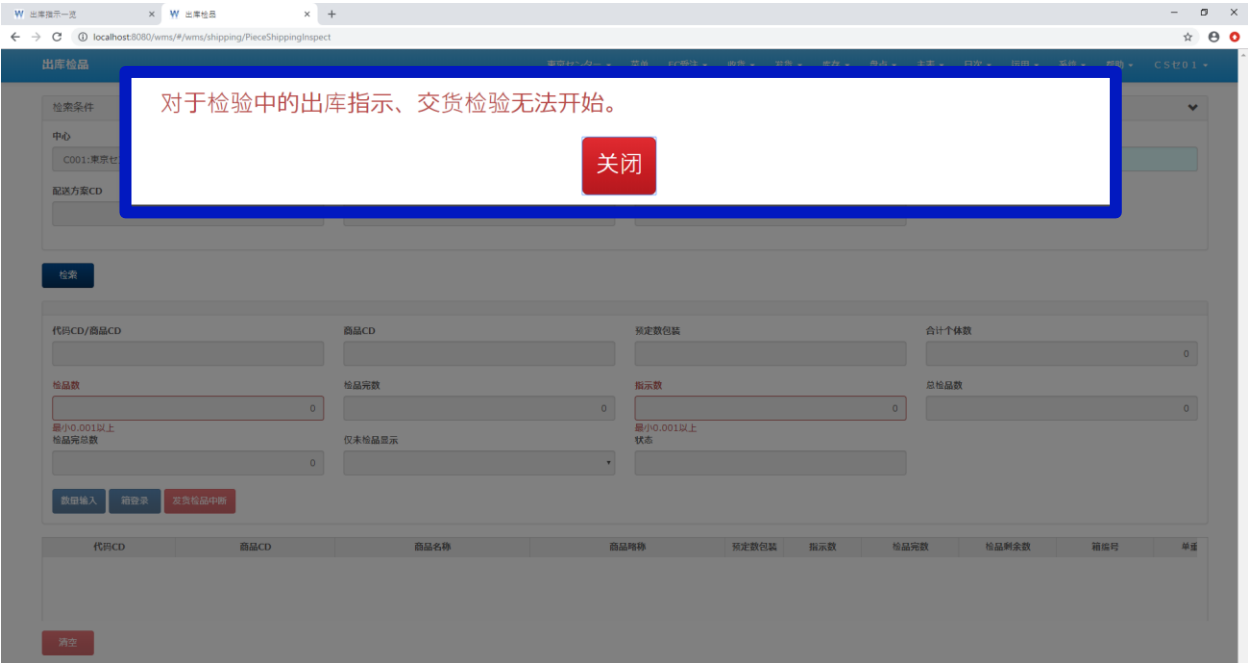 出库指示一览
出库检品
localhost:8080/wms/#/wms/shipping/PieceShippingInspect
出库检品
CSセ01
检索条件
对于检验中的出库指示、交货检验无法开始。
关闭
中心
C001:東京セ
配送方案CD
检索
代码CD/商品CD 商品CD 预定数包装 合计个体数
0
检品数 检品完数 指示数 总检品数
0 0 0 0
最小0.001以上 最小0.001以上
检品完总数 仅未检品显示 状态
0
数量输入 箱登录 发货检品中断
代码CD 商品CD 商品名称 商品略称 预定数包装 指示数 检品完数 检品剩余数 箱编号 单重
清空